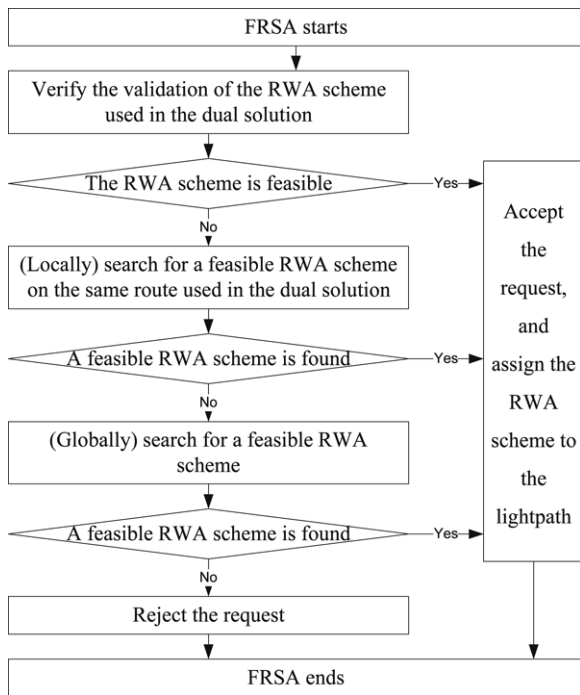 FRSA starts
Verify the validation of the RWA scheme
used in the dual solution
The RWA scheme is feasible
Yes
No
(Locally) search for a feasible RWA scheme
on the same route used in the dual solution
A feasible RWA scheme is found
Yes
No
(Globally) search for a feasible RWA
scheme
A feasible RWA scheme is found
Yes
No
Reject the request
Accept
the
request,
and
assign the
RWA
scheme to
the
lightpath
FRSA ends